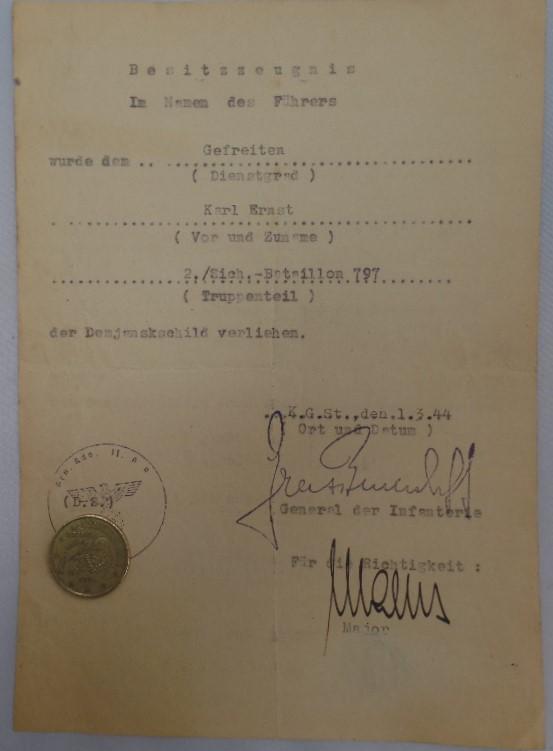 Besitzzeugnis
Im Namen des Führers
wurde dem .. Gefreiten
( Dienstgrad )
Karl Ernst
( Vor und Zuname )
2./Sich.-Bataillon 797
( Truppenteil )
der Demjanskschild verliehen.
K.G.St.,den.1.3.44
Ort und Datum )
(D.S.)
General der Infanterie
Für die Richtigkeit :
Major